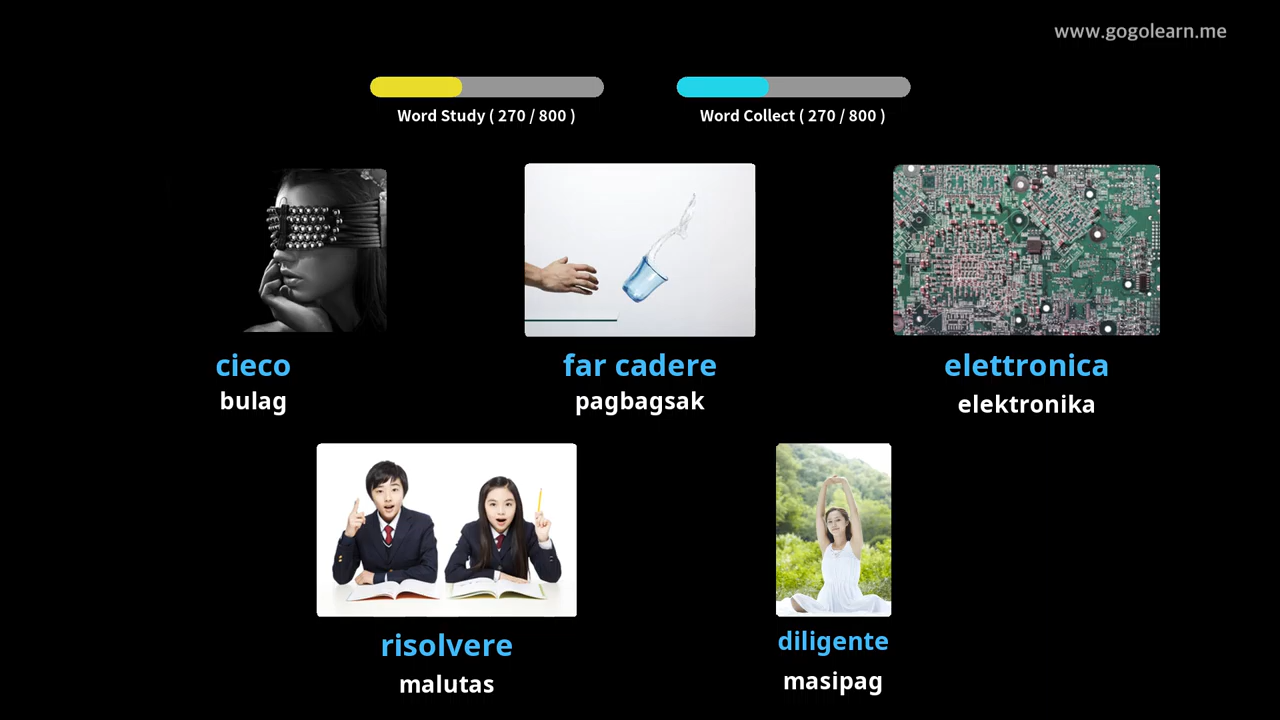 www.gogolearn.me
Word Study ( 270 / 800 )
Word Collect ( 270 / 800 )
cieco
bulag
far cadere
pagbagsak
elettronica
elektronika
risolvere
malutas
diligente
masipag